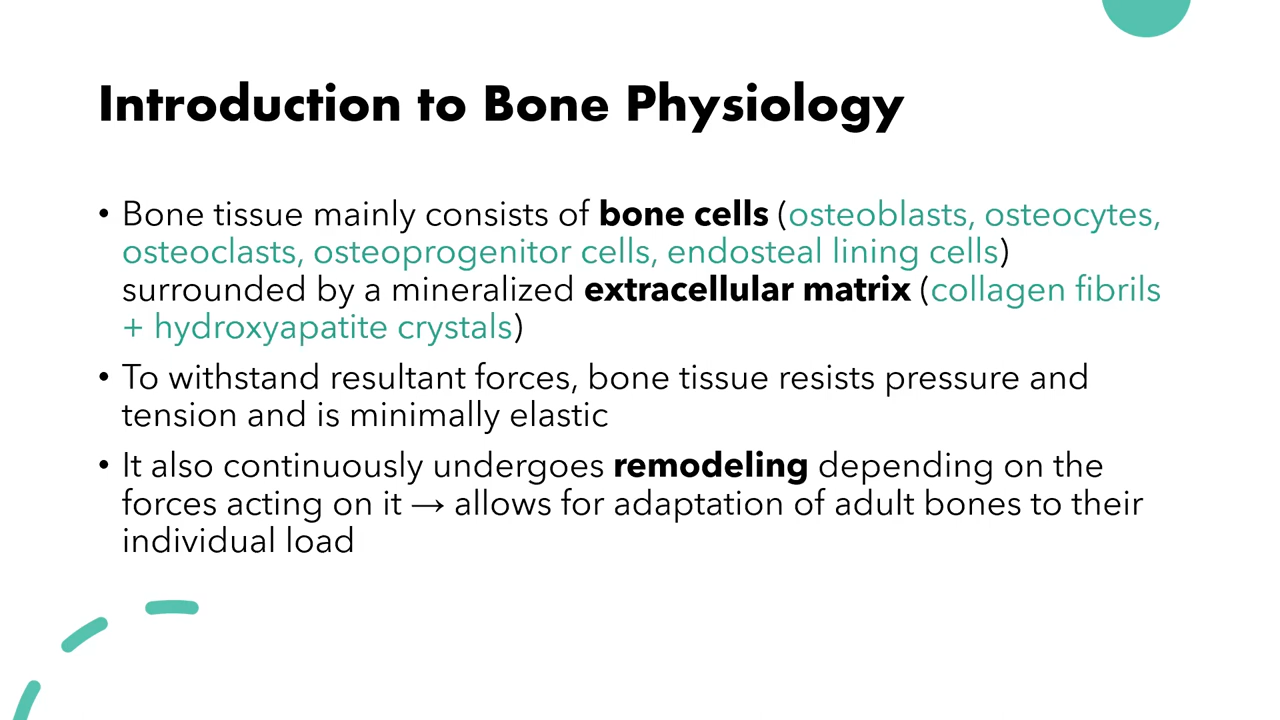 Introduction to Bone Physiology
• Bone tissue mainly consists of bone cells (osteoblasts, osteocytes,
osteoclasts, osteoprogenitor cells, endosteal lining cells)
surrounded by a mineralized extracellular matrix (collagen fibrils
+ hydroxyapatite crystals)
• To withstand resultant forces, bone tissue resists pressure and
tension and is minimally elastic
• It also continuously undergoes remodeling depending on the
forces acting on it → allows for adaptation of adult bones to their
individual load